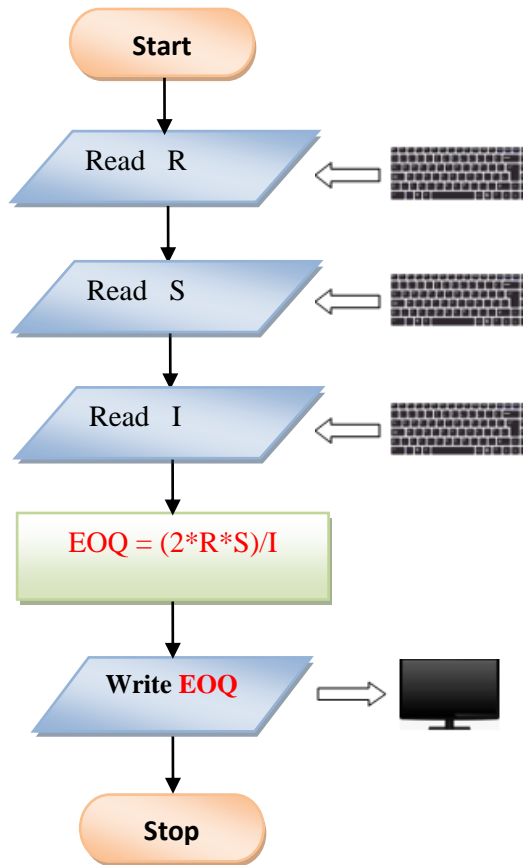 Start
Read R
Read S
Read I
EOQ = (2*R*S)/I
Write EOQ
Stop